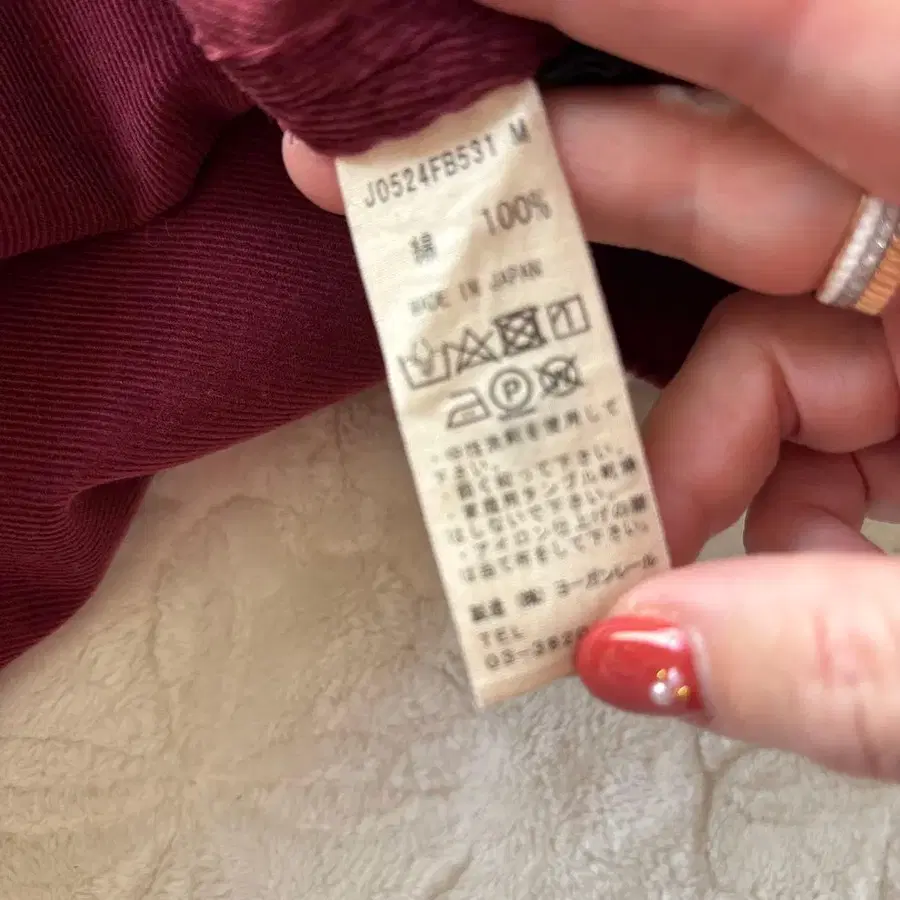 J0524FB531 M
綿 100%
MADE IN JAPAN
P
W
・中性洗剤を使用して
下さい。
・軽く絞って下さい。
・家庭用タンブル乾燥
はしないで下さい。
・アイロン仕上げの際
は当て布をして下さい。
製造 (株) ヨーガンレール
TEL
03-3820